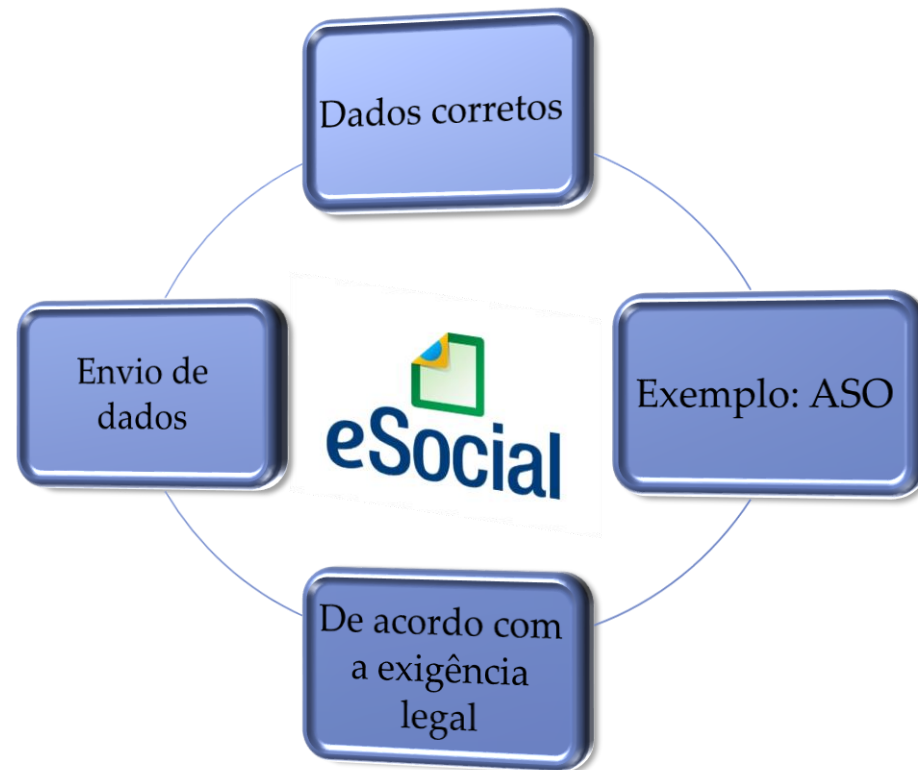 Dados corretos
Exemplo: ASO
De acordo com
a exigência
legal
Envio de
dados
eSocial